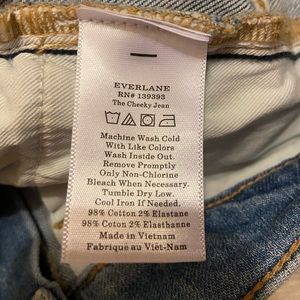 EVERLANE
RN# 139393
The Cheeky Jean
Machine Wash Cold
With Like Colors
Wash Inside Out.
Remove Promptly
Only Non-Chlorine
Bleach When Necessary.
Tumble Dry Low.
Cool Iron If Needed.
98% Cotton 2% Elastane
98% Coton 2% Elasthanne
Made in Vietnam
Fabriqué au Viêt-Nam